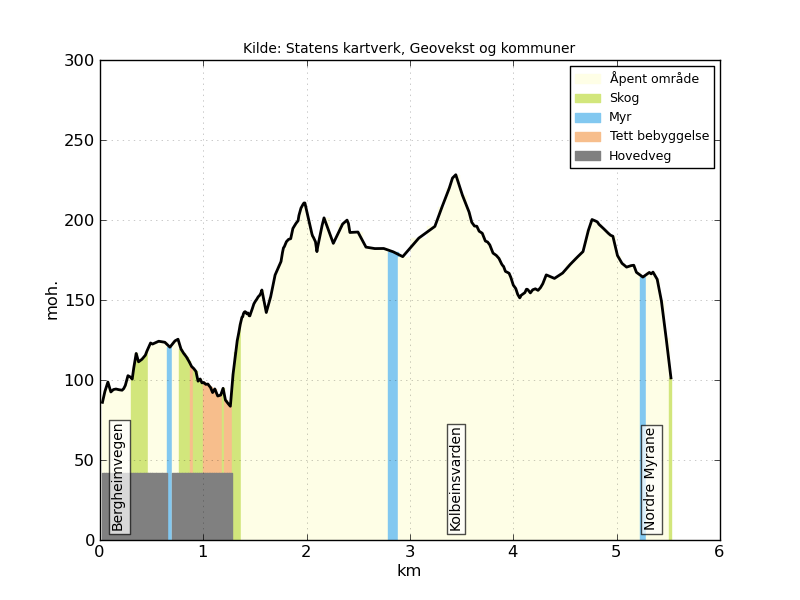 Kilde: Statens kartverk, Geovekst og kommuner
300
250
200
150
100
50
0
moh.
Åpent område
Skog
Myr
Tett bebyggelse
Hovedveg
Bergheimvegen
Kolbeinsvarden
Nordre Myrane
0 1 2 3 4 5 6
km